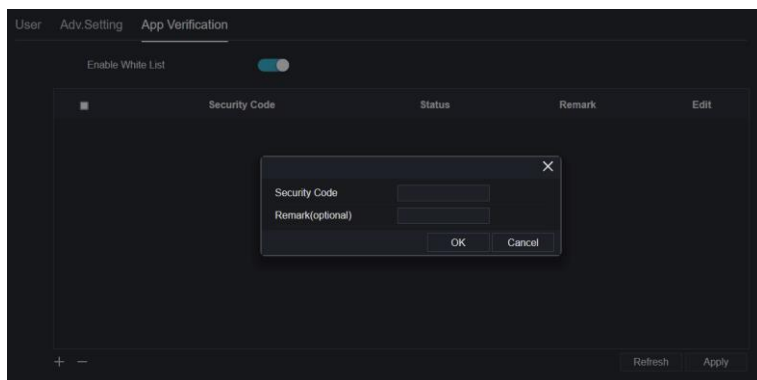 User Adv.Setting App Verification
Enable White List
Security Code Status Remark Edit
Security Code
Remark(optional)
OK Cancel
Refresh Apply